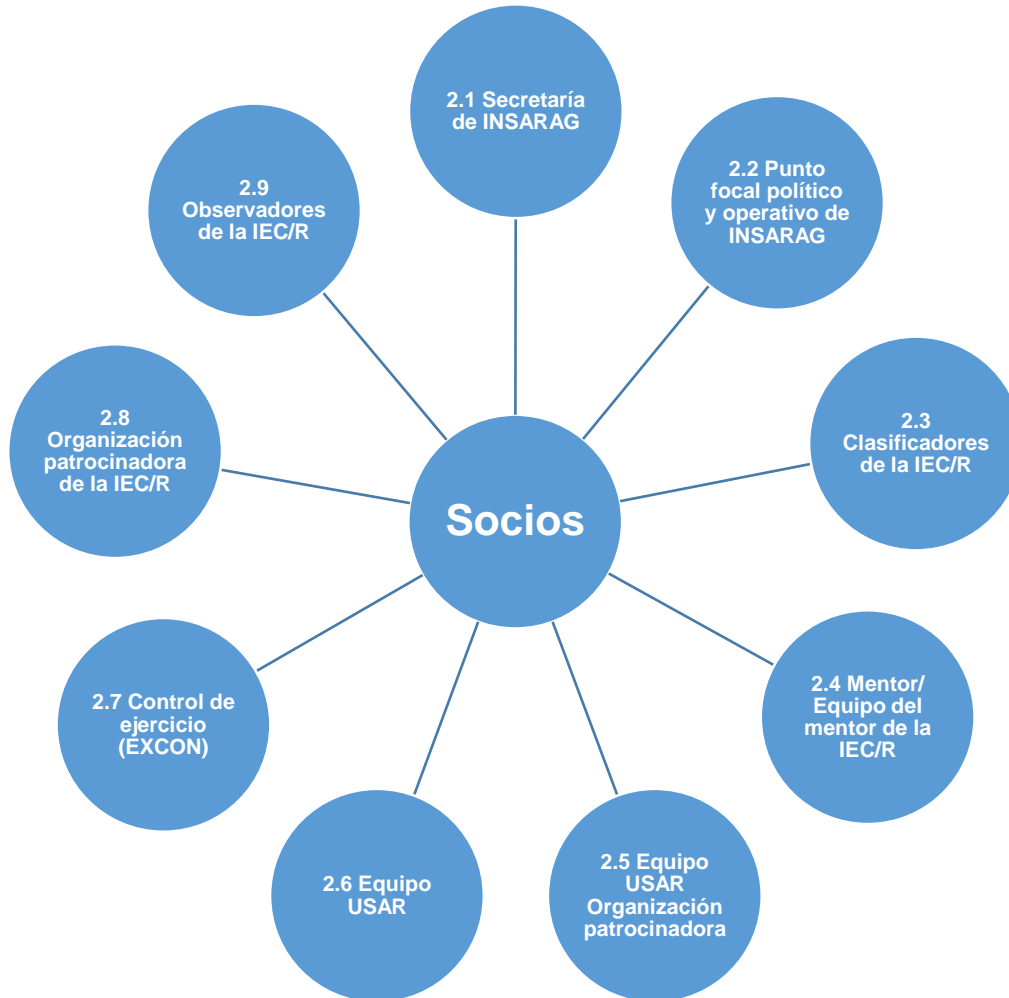 2.1 Secretaría
de INSARAG
2.2 Punto
focal político
y operativo de
INSARAG
2.3
Clasificadores
de la IEC/R
2.4 Mentor/
Equipo del
mentor de la
IEC/R
2.5 Equipo
USAR
Organización
patrocinadora
2.6 Equipo
USAR
2.7 Control de
ejercicio
(EXCON)
2.8
Organización
patrocinadora
de la IEC/R
2.9
Observadores
de la IEC/R
Socios